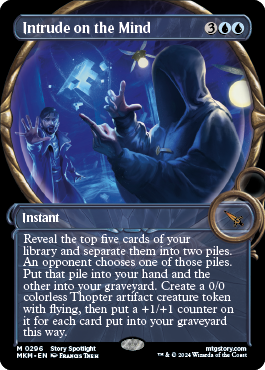 Intrude on the Mind 3
Instant
Reveal the top five cards of your
library and separate them into two piles.
An opponent chooses one of those piles.
Put that pile into your hand and the
other into your graveyard. Create a 0/0
colorless Thopter artifact creature token
with flying, then put a +1/+1 counter on
it for each card put into your graveyard
this way.
M 0296 Story Spotlight mtgstory.com
MKM • EN Francis Tneh ™ & © 2024 Wizards of the Coast